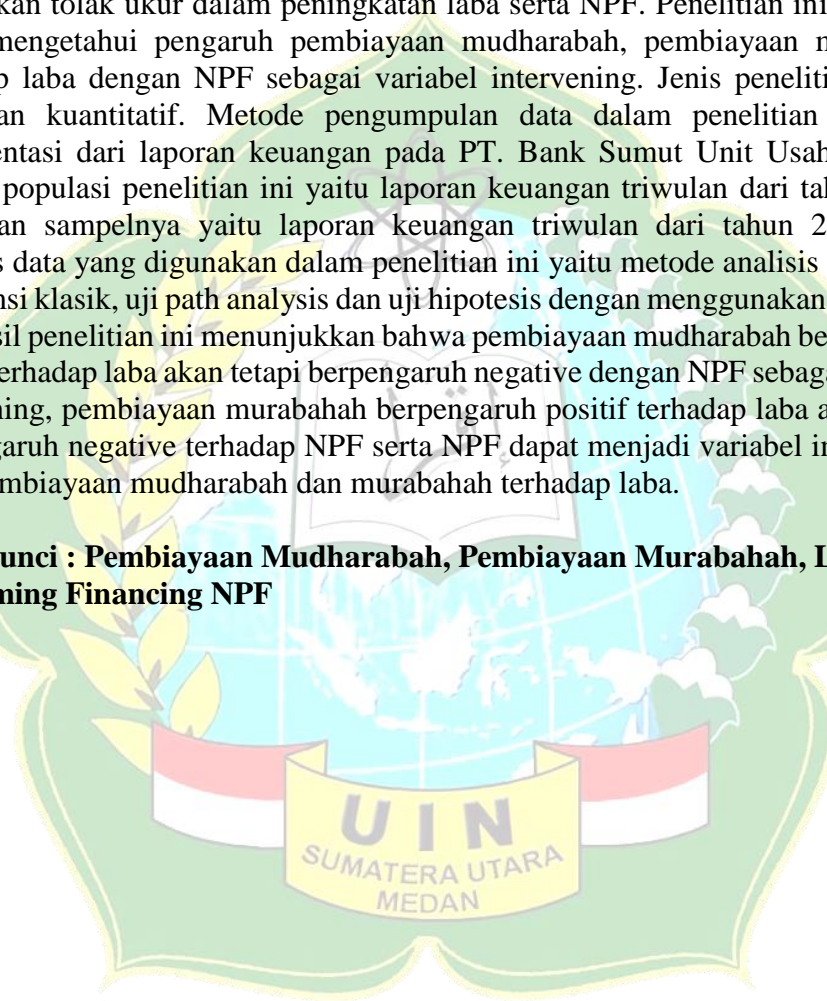 kan tolak ukur dalam peningkatan laba serta NPF. Penelitian ini
mengetahui pengaruh pembiayaan mudharabah, pembiayaan
p laba dengan NPF sebagai variabel intervening. Jenis peneliti
an kuantitatif. Metode pengumpulan data dalam penelitian
entasi dari laporan keuangan pada PT. Bank Sumut Unit Usah
populasi penelitian ini yaitu laporan keuangan triwulan dari tah
an sampelnya yaitu laporan keuangan triwulan dari tahun 2
s data yang digunakan dalam penelitian ini yaitu metode analisis
nsi klasik, uji path analysis dan uji hipotesis dengan menggunakan
sil penelitian ini menunjukkan bahwa pembiayaan mudharabah be
terhadap laba akan tetapi berpengaruh negative dengan NPF sebaga
ning, pembiayaan murabahah berpengaruh positif terhadap laba a
garuh negative terhadap NPF serta NPF dapat menjadi variabel in
embiayaan mudharabah dan murabahah terhadap laba.
unci : Pembiayaan Mudharabah, Pembiayaan Murabahah, L
ming Financing NPF
UIN
SUMATERA UTARA
MEDAN